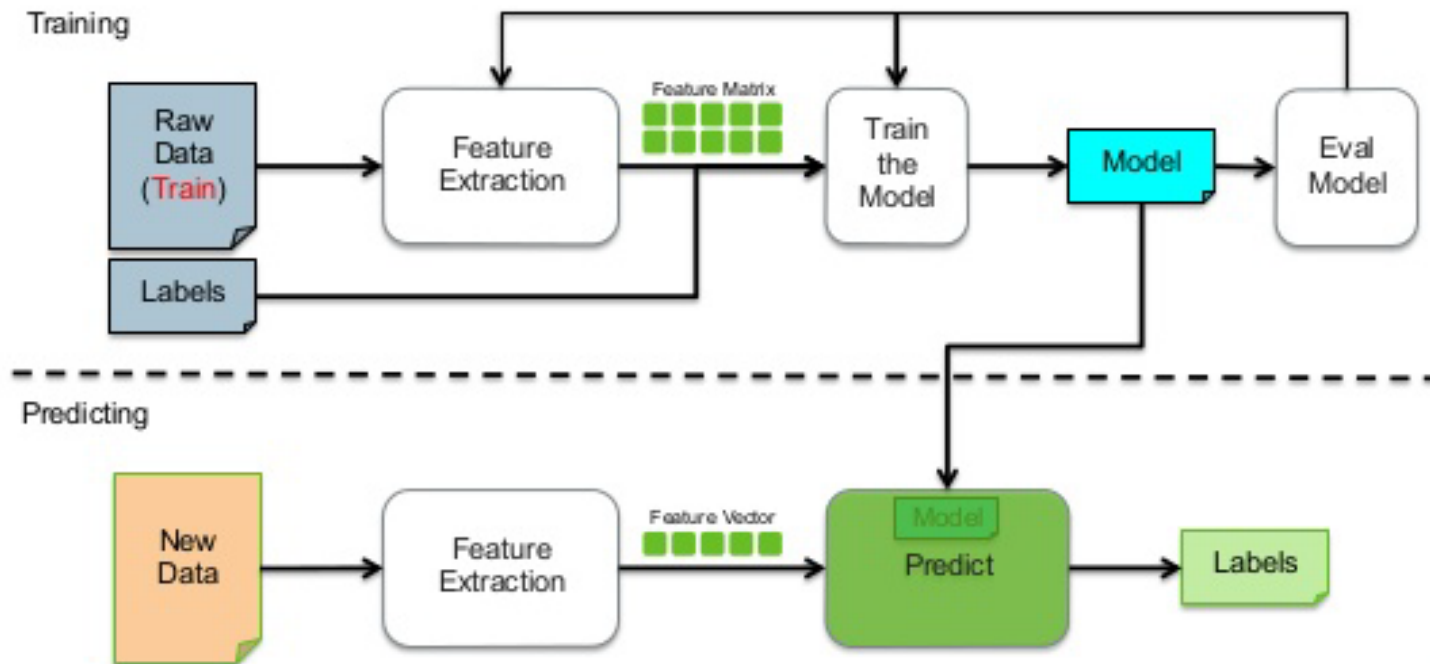 Training
Raw
Data
(Train)
Feature
Extraction
Feature Matrix
Train
the
Model
Model
Eval
Model
Labels
Predicting
New
Data
Feature
Extraction
Feature Vector
Model
Predict
Labels